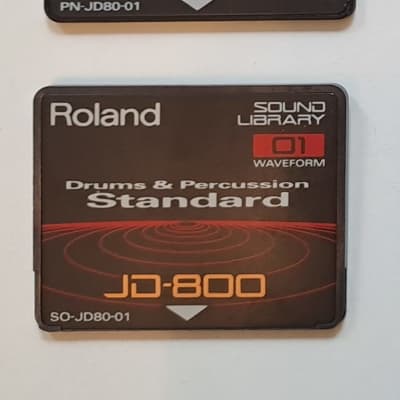 PN-JD80-01
Roland
SOUND
LIBRARY
01
WAVEFORM
Drums & Percussion
Standard
JD-800
SO-JD80-01